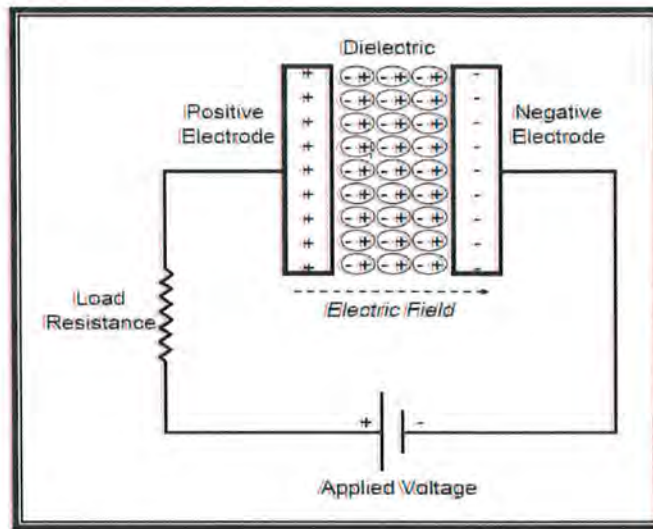 Dielectric
Positive
Electrode
Negative
Electrode
+ - + - + - + -
+ - + - + - + -
+ - + - + - + -
+ - + - + - + -
+ - + - + - + -
+ - + - + - + -
+ - + - + - + -
+ - + - + - + -
+ - + - + - + -
Electric Field
Load
Resistance
+ -
Applied Voltage